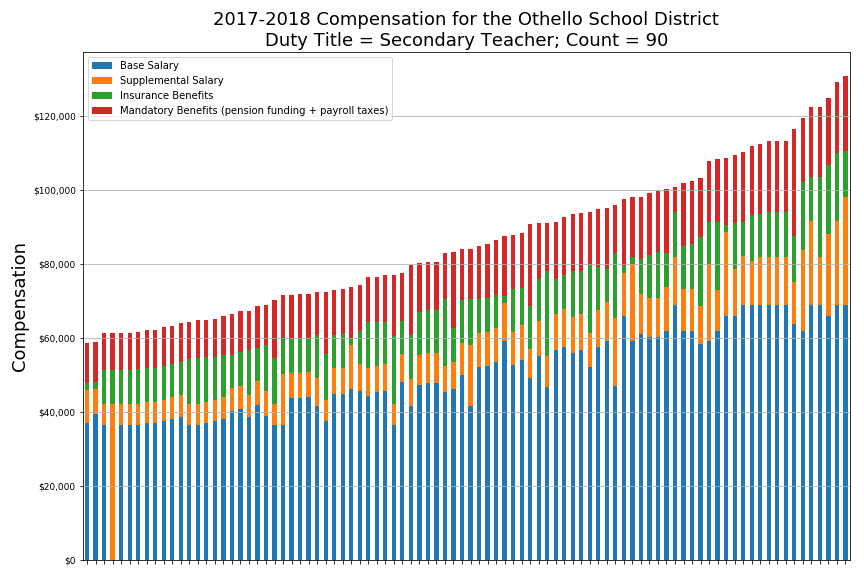 2017-2018 Compensation for the Othello School District
Duty Title = Secondary Teacher; Count = 90
Base Salary
Supplemental Salary
Insurance Benefits
Mandatory Benefits (pension funding + payroll taxes)
$120,000
$100,000
$80,000
$60,000
$40,000
$20,000
$0
Compensation